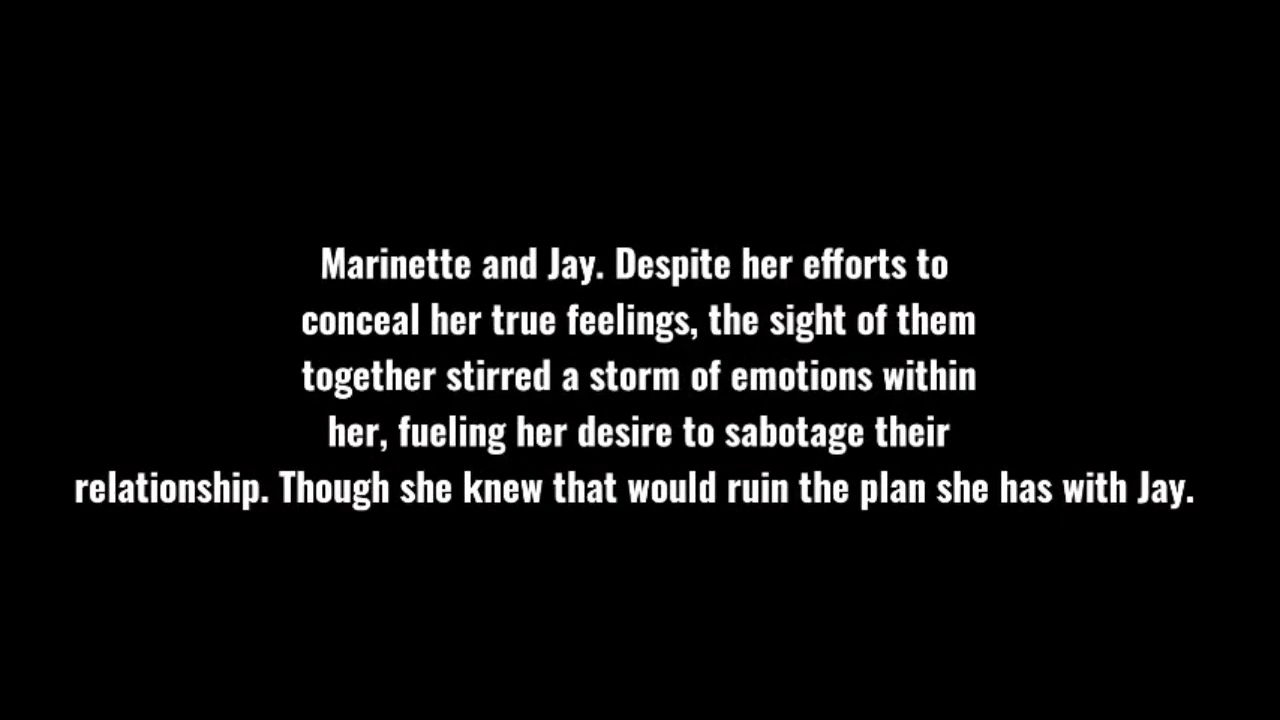 Marinette and Jay. Despite her efforts to
conceal her true feelings, the sight of them
together stirred a storm of emotions within
her, fueling her desire to sabotage their
relationship. Though she knew that would ruin the plan she has with Jay.